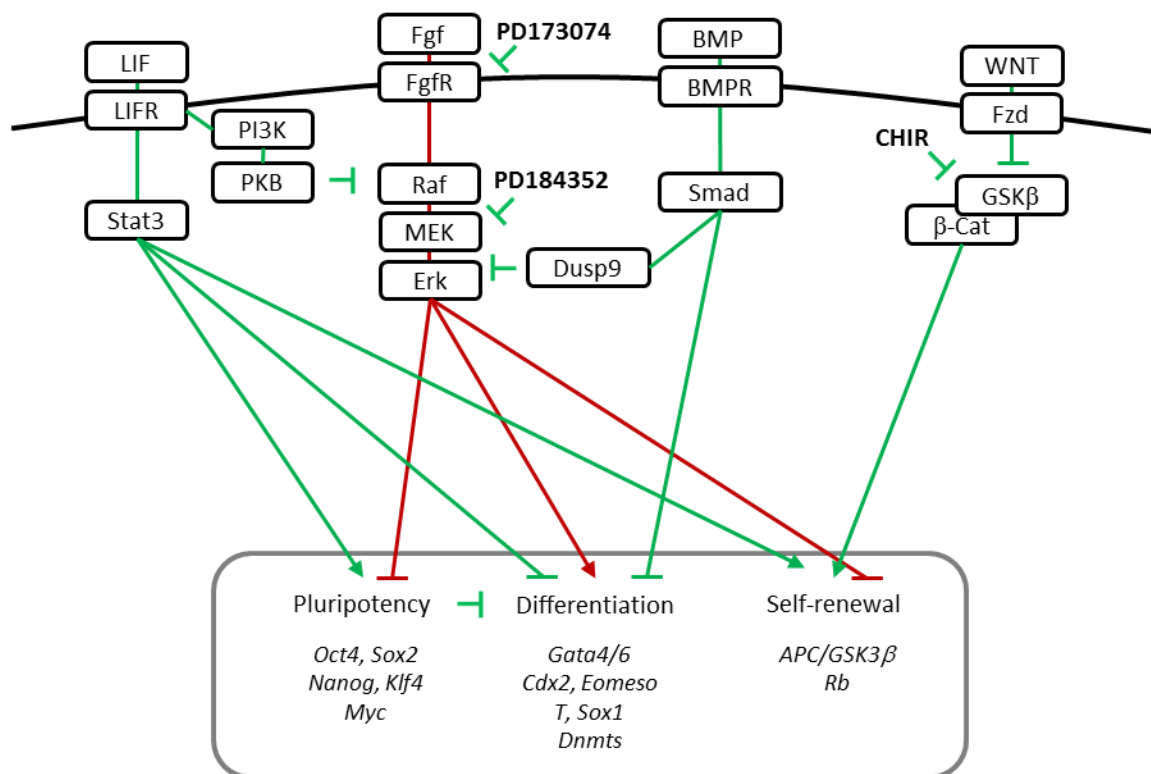 Fgf
PD173074
BMP
LIF
WNT
FgfR
BMPR
LIFR
Fzd
PI3K
CHIR
PKB
Raf
PD184352
Smad
GSKβ
Stat3
MEK
β-Cat
Dusp9
Erk
Pluripotency
Differentiation
Self-renewal
Oct4, Sox2
Nanog, Klf4
Myc
Gata4/6
Cdx2, Eomeso
T, Sox1
Dnmts
APC/GSK3β
Rb